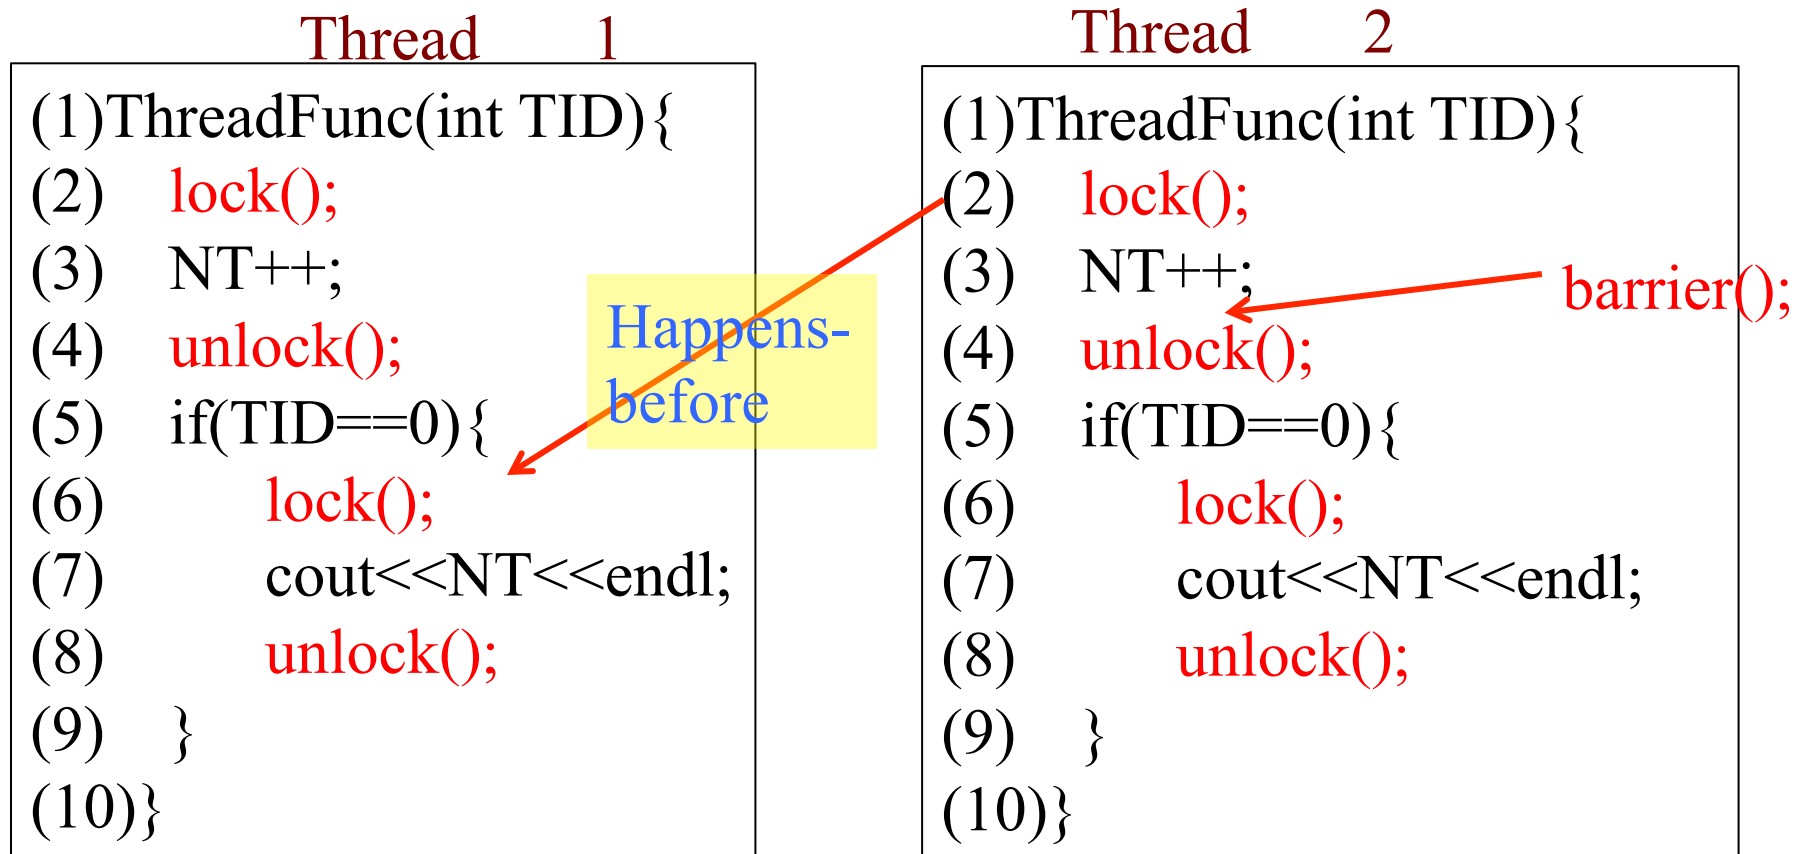 Thread 1
(1)ThreadFunc(int TID){
(2) lock();
(3) NT++;
(4) unlock();
(5) if(TID==0){
(6) lock();
(7) cout<<NT<<endl;
(8) unlock();
(9) }
(10)}
Happens-
before
Thread 2
(1)ThreadFunc(int TID){
(2) lock();
(3) NT++;
(4) unlock();
(5) if(TID==0){
(6) lock();
(7) cout<<NT<<endl;
(8) unlock();
(9) }
(10)}
barrier();